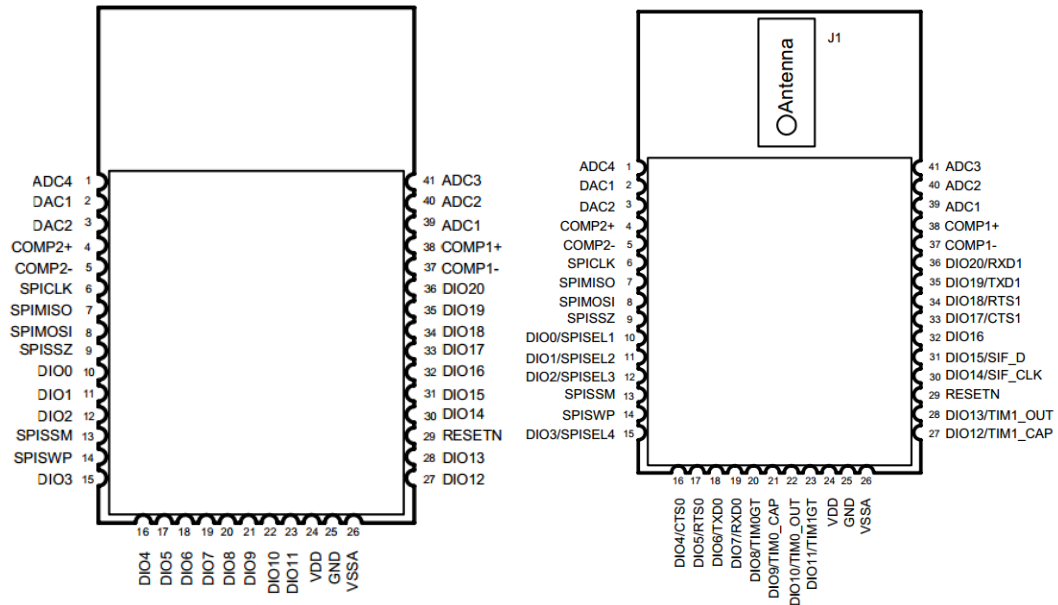 ADC4 1
DAC1 2
DAC2 3
COMP2+ 4
COMP2- 5
SPICLK 6
SPIMISO 7
SPIMOSI 8
SPISSZ 9
DIO0 10
DIO1 11
DIO2 12
SPISSM 13
SPISWP 14
DIO3 15
41 ADC3
40 ADC2
39 ADC1
38 COMP1+
37 COMP1-
36 DIO20
35 DIO19
34 DIO18
33 DIO17
32 DIO16
31 DIO15
30 DIO14
29 RESETN
28 DIO13
27 DIO12
16 DIO4
17 DIO5
18 DIO6
19 DIO7
20 DIO8
21 DIO9
22 DIO10
23 DIO11
24 VDD
25 GND
26 VSSA
J1
Antenna
ADC4 1
DAC1 2
DAC2 3
COMP2+ 4
COMP2- 5
SPICLK 6
SPIMISO 7
SPIMOSI 8
SPISSZ 9
DIO0/SPISEL1 10
DIO1/SPISEL2 11
DIO2/SPISEL3 12
SPISSM 13
SPISWP 14
DIO3/SPISEL4 15
41 ADC3
40 ADC2
39 ADC1
38 COMP1+
37 COMP1-
36 DIO20/RXD1
35 DIO19/TXD1
34 DIO18/RTS1
33 DIO17/CTS1
32 DIO16
31 DIO15/SIF_D
30 DIO14/SIF_CLK
29 RESETN
28 DIO13/TIM1_OUT
27 DIO12/TIM1_CAP
16 DIO4/CTS0
17 DIO5/RTS0
18 DIO6/TXD0
19 DIO7/RXD0
20 DIO8/TIM0GT
21 DIO9/TIM0_CAP
22 DIO10/TIM0_OUT
23 DIO11/TIM1GT
24 VDD
25 GND
26 VSSA